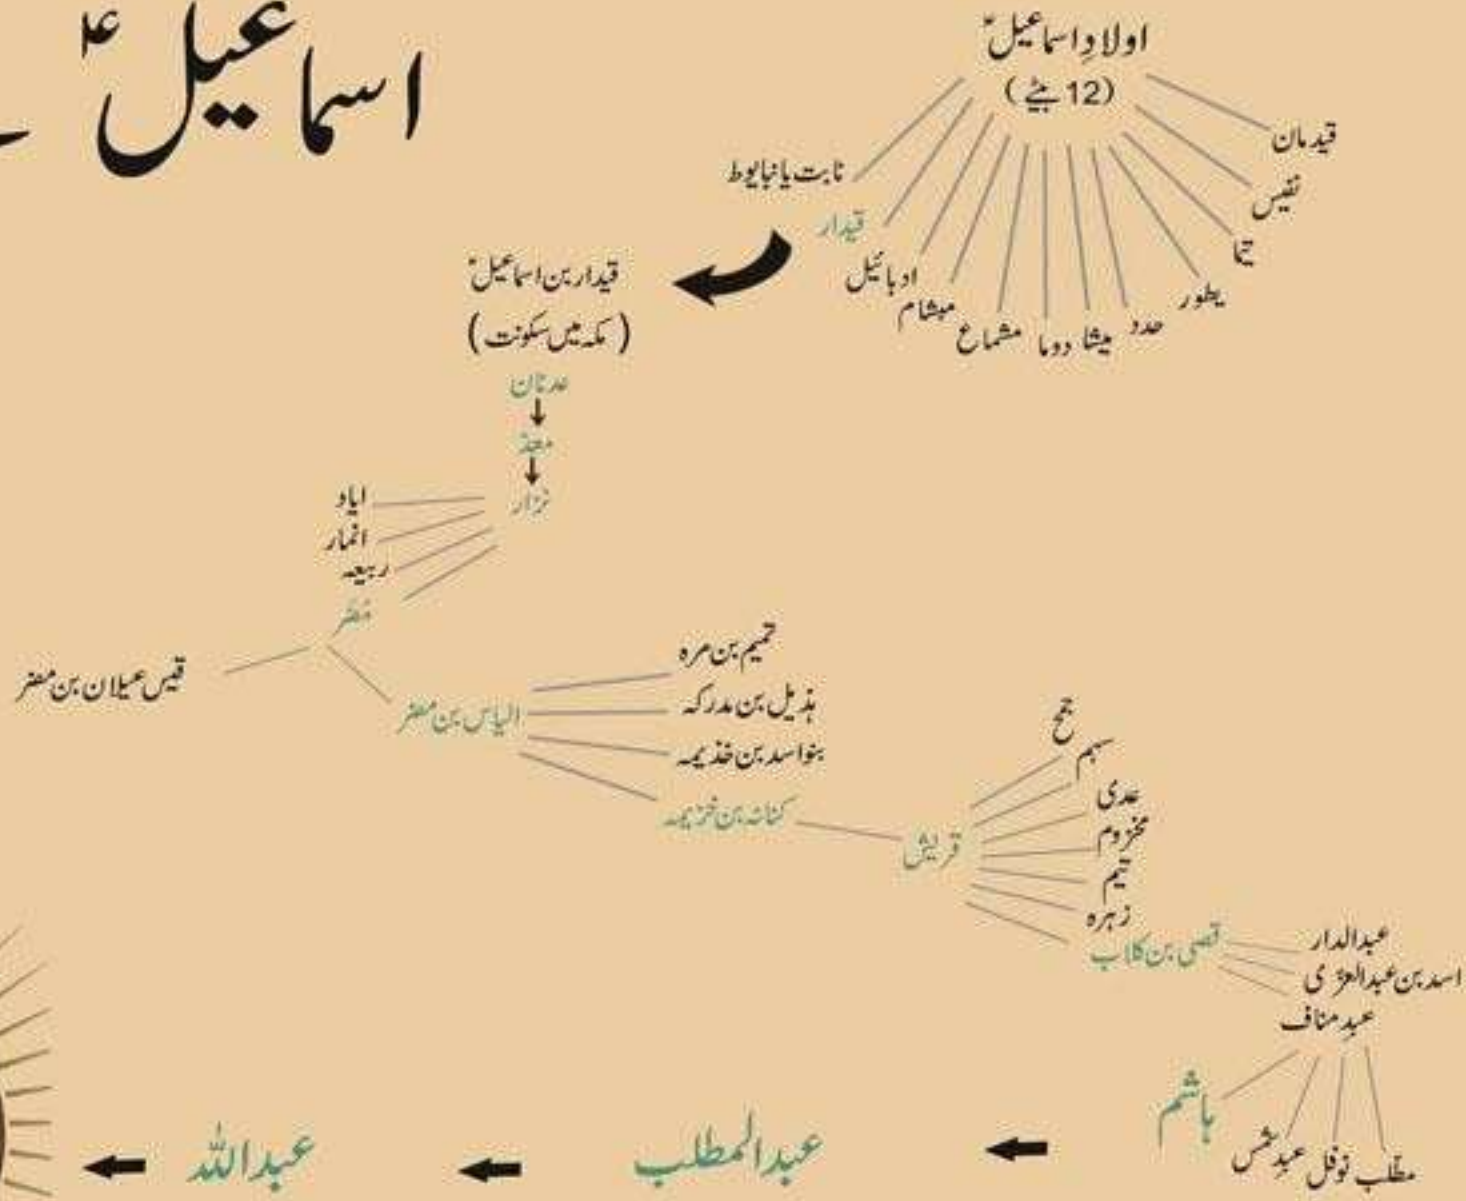 اسماعیلؑ
اولادِ اسماعیلؑ
(12 بیٹے)
قیدمان
نفیس
تیما
یطور
حدد
میشا
دوما
مشماع
مبشام
ادبائیل
قیدار
نابت یا نبایوط
قیدار بن اسماعیلؑ
(مکہ میں سکونت)
عدنان
معد
نزار
ایاد
انمار
ربیعہ
مضر
قیس عیلان بن مضر
الیاس بن مضر
تمیم بن مرہ
ہذیل بن مدرکہ
بنو اسد بن خذیمہ
کنانہ بن خزیمہ
قریش
جمح
سہم
عدی
مخزوم
تیم
زہرہ
قصی بن کلاب
عبدالدار
اسد بن عبدالعزّی
عبد مناف
ہاشم
عبد شمس
نوفل
مطلب
عبدالمطلب
عبداللہ